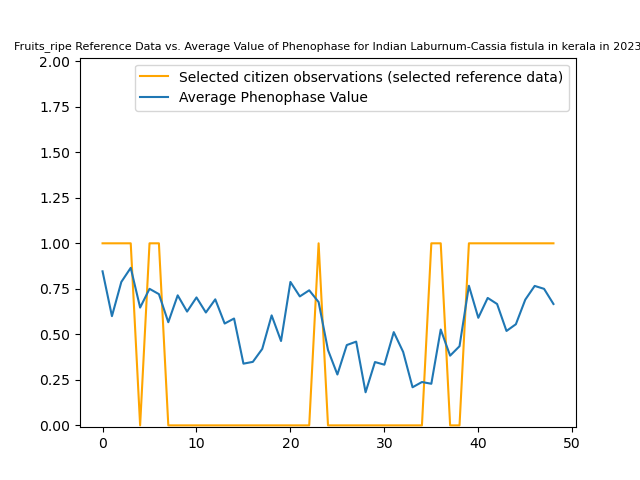 Fruits_ripe Reference Data vs. Average Value of Phenophase for Indian Laburnum-Cassia fistula in kerala in 2023
2.00
Selected citizen observations (selected reference data)
Average Phenophase Value
1.75
1.50
1.25
1.00
0.75
0.50
0.25
0.00
0 10 20 30 40 50